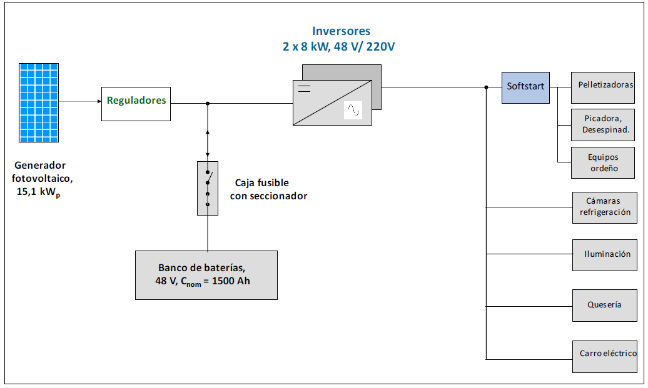 Inversores
2 x 8 kW, 48 V/ 220V
Reguladores
Softstart
Pelletizadoras
Picadora,
Desespinad.
Equipos
ordeño
Generador
fotovoltaico,
15,1 kWp
Caja fusible
con seccionador
Cámaras
refrigeración
Iluminación
Banco de baterías,
48 V, Cnom = 1500 Ah
Quesería
Carro eléctrico